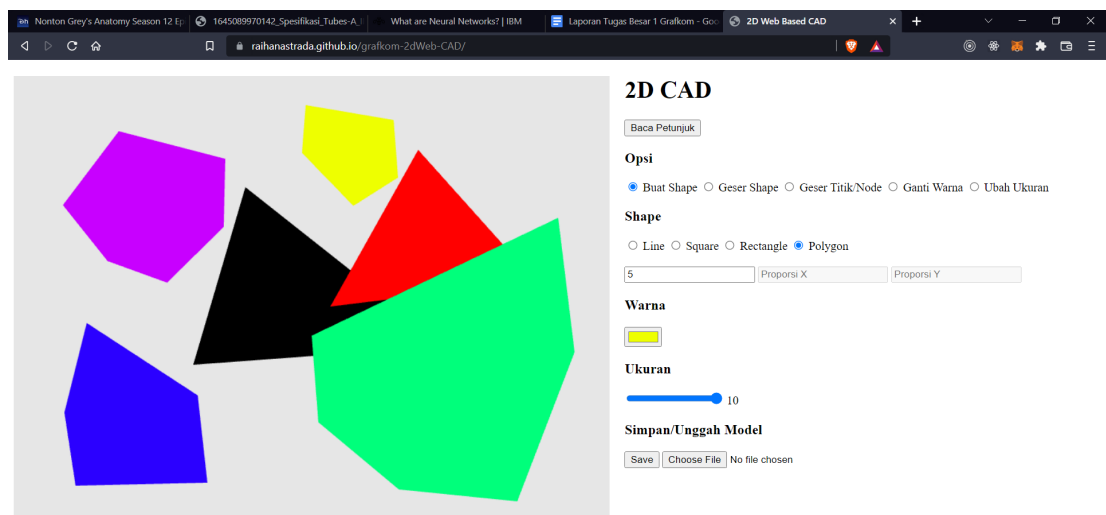 Nonton Grey's Anatomy Season 12 Ep
1645089970142_Spesifikasi_Tubes-A_
What are Neural Networks? | IBM
Laporan Tugas Besar 1 Grafkom - Goo
2D Web Based CAD
raihanastrada.github.io/grafkom-2dWeb-CAD/
2D CAD
Baca Petunjuk
Opsi
Buat Shape Geser Shape Geser Titik/Node Ganti Warna Ubah Ukuran
Shape
Line Square Rectangle Polygon
5 Proporsi X Proporsi Y
Warna
Ukuran
10
Simpan/Unggah Model
Save Choose File No file chosen